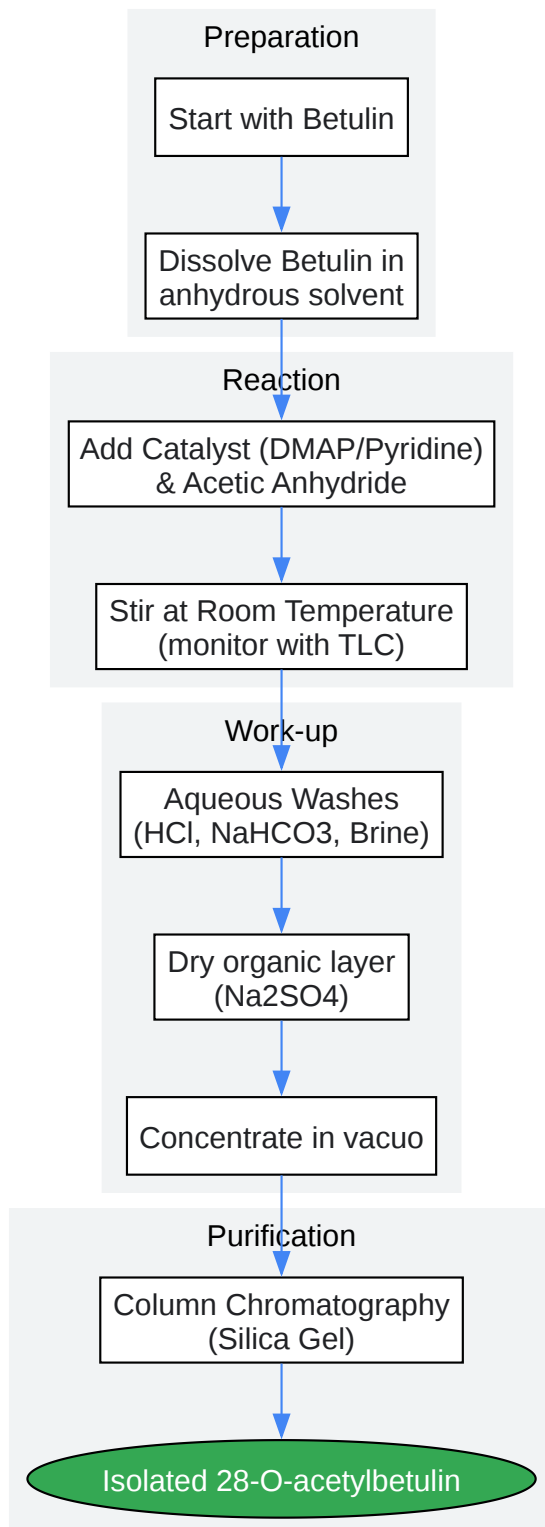 Preparation
Start with Betulin
Dissolve Betulin in
anhydrous solvent
Reaction
Add Catalyst (DMAP/Pyridine)
& Acetic Anhydride
Stir at Room Temperature
(monitor with TLC)
Work-up
Aqueous Washes
(HCl, NaHCO3, Brine)
Dry organic layer
(Na2SO4)
Concentrate in vacuo
Purification
Column Chromatography
(Silica Gel)
Isolated 28-O-acetylbetulin